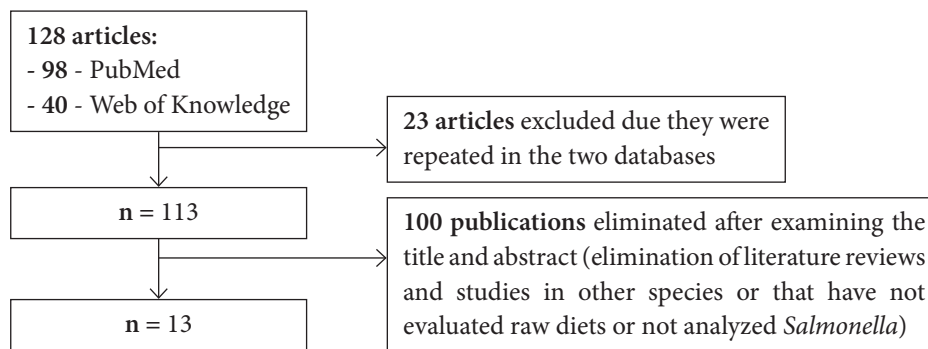 128 articles:
- 98 - PubMed
- 40 - Web of Knowledge
23 articles excluded due they were
repeated in the two databases
n = 113
100 publications eliminated after examining the
title and abstract (elimination of literature reviews
and studies in other species or that have not
evaluated raw diets or not analyzed Salmonella)
n = 13